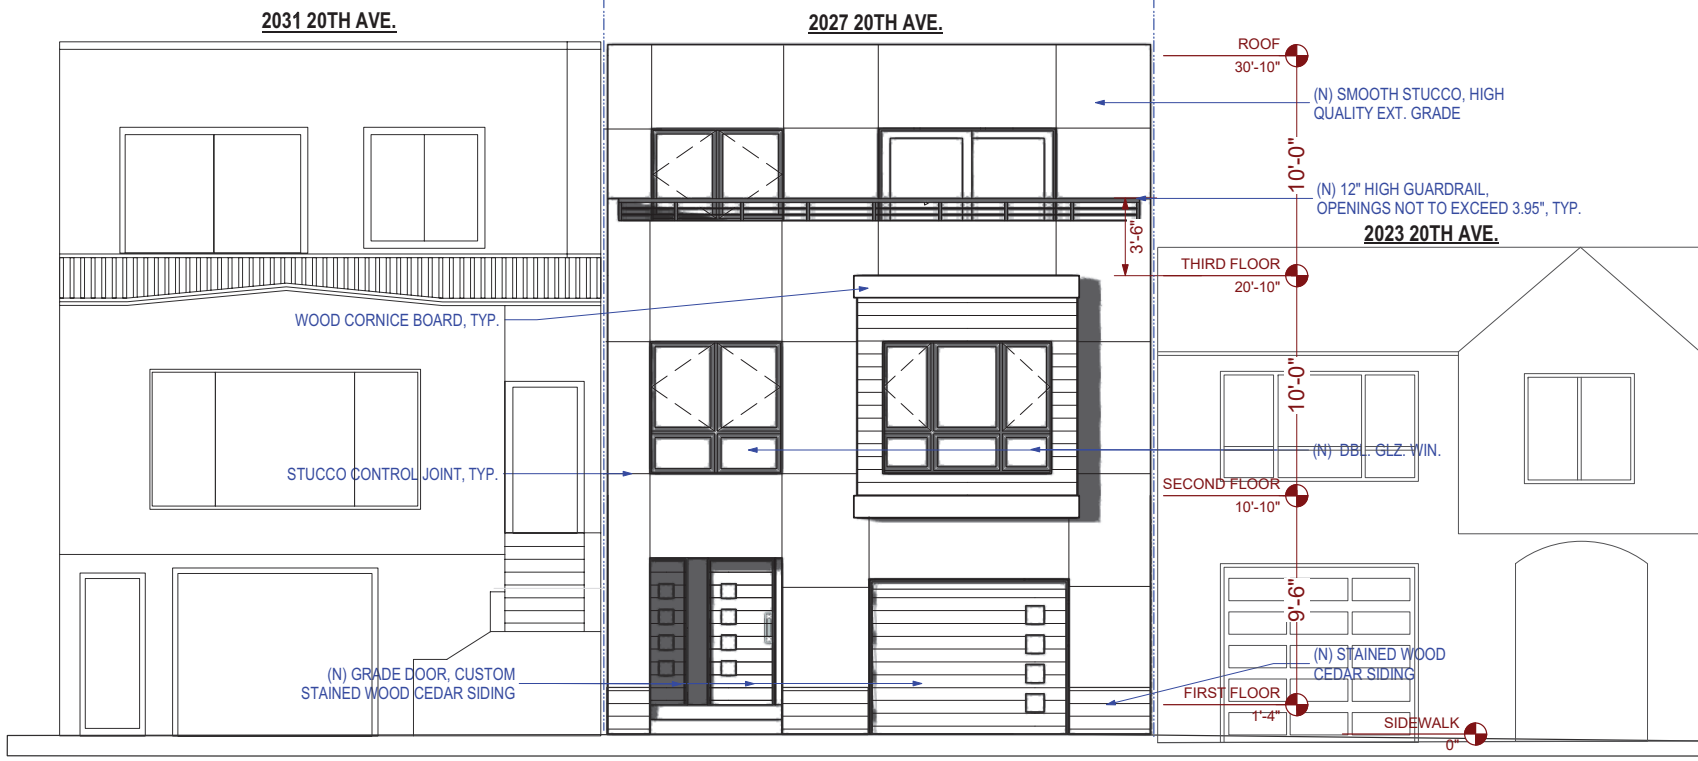 2031 20TH AVE.
2027 20TH AVE.
ROOF
30'-10"
(N) SMOOTH STUCCO, HIGH
QUALITY EXT. GRADE
10'-0"
(N) 12" HIGH GUARDRAIL,
OPENINGS NOT TO EXCEED 3.95", TYP.
2023 20TH AVE.
3'-6"
THIRD FLOOR
20'-10"
WOOD CORNICE BOARD, TYP.
10'-0"
(N) DBL. GLZ. WIN.
STUCCO CONTROL JOINT, TYP.
SECOND FLOOR
10'-10"
9'-6"
(N) GRADE DOOR, CUSTOM
STAINED WOOD CEDAR SIDING
(N) STAINED WOOD
CEDAR SIDING
FIRST FLOOR
1'-4"
SIDEWALK
0"